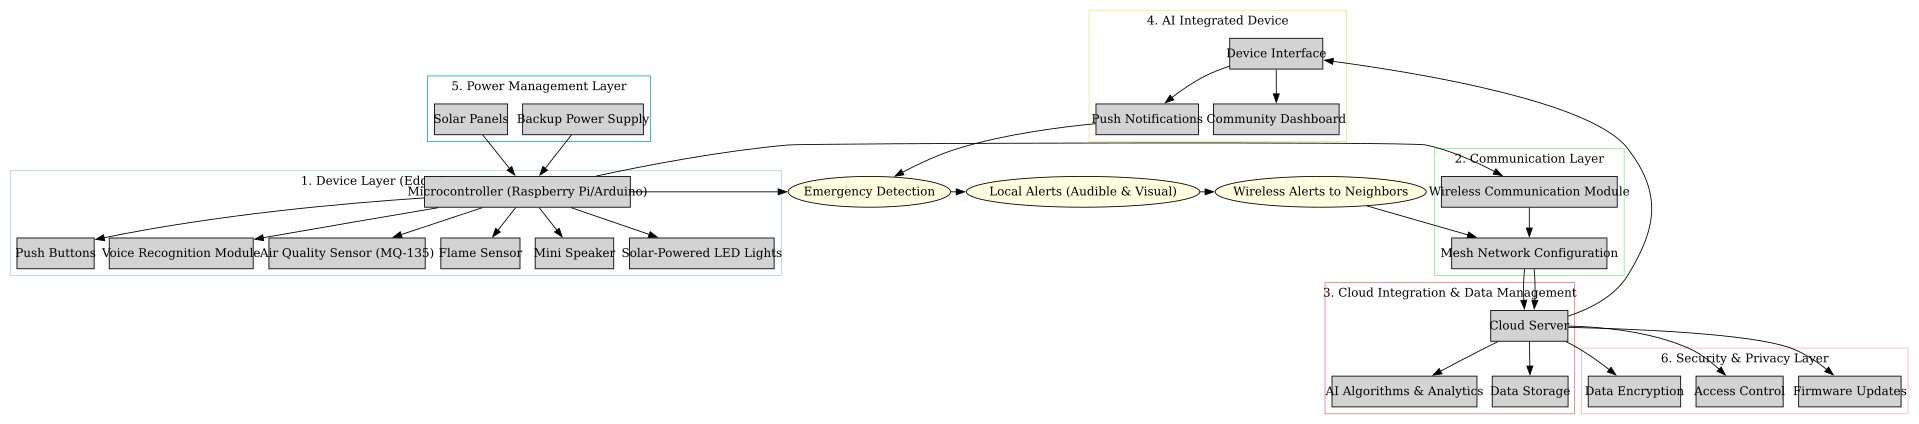 4. AI Integrated Device
Device Interface
5. Power Management Layer
Solar Panels
Backup Power Supply
Push Notifications
Community Dashboard
1. Device Layer (Edg
Microcontroller (Raspberry Pi/Arduino)
Emergency Detection
Local Alerts (Audible & Visual)
Wireless Alerts to Neighbors
2. Communication Layer
Wireless Communication Module
Push Buttons
Voice Recognition Module
Air Quality Sensor (MQ-135)
Flame Sensor
Mini Speaker
Solar-Powered LED Lights
Mesh Network Configuration
3. Cloud Integration & Data Management
Cloud Server
6. Security & Privacy Layer
AI Algorithms & Analytics
Data Storage
Data Encryption
Access Control
Firmware Updates